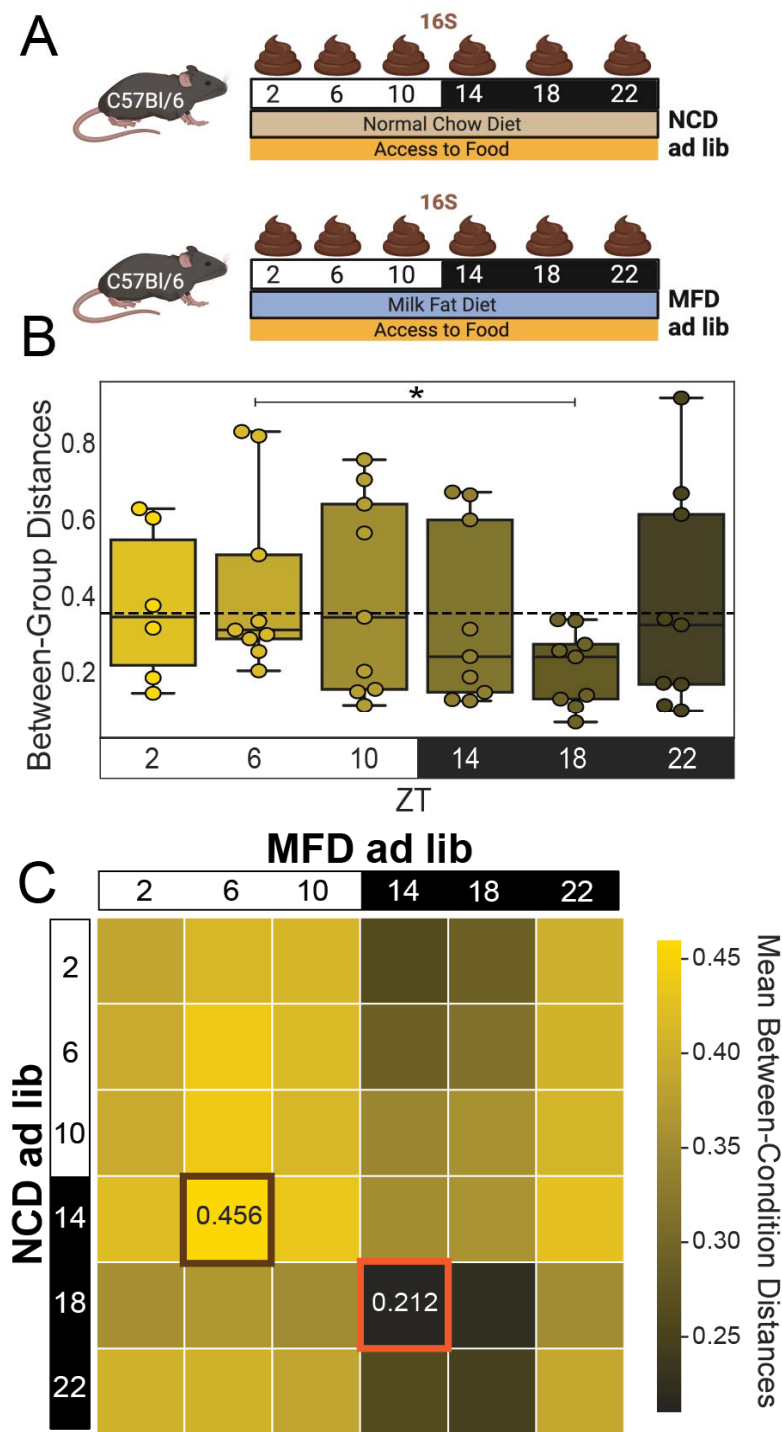 A
16S
C57Bl/6
2 6 10 14 18 22
Normal Chow Diet
Access to Food
NCD
ad lib
16S
C57Bl/6
2 6 10 14 18 22
Milk Fat Diet
Access to Food
MFD
ad lib
B
Between-Group Distances
0.8
0.6
0.4
0.2
*
2 6 10 14 18 22
ZT
C
MFD ad lib
2 6 10 14 18 22
NCD ad lib
2
6
10
14
18
22
0.456
0.212
0.45
0.40
0.35
0.30
0.25
Mean Between-Condition Distances